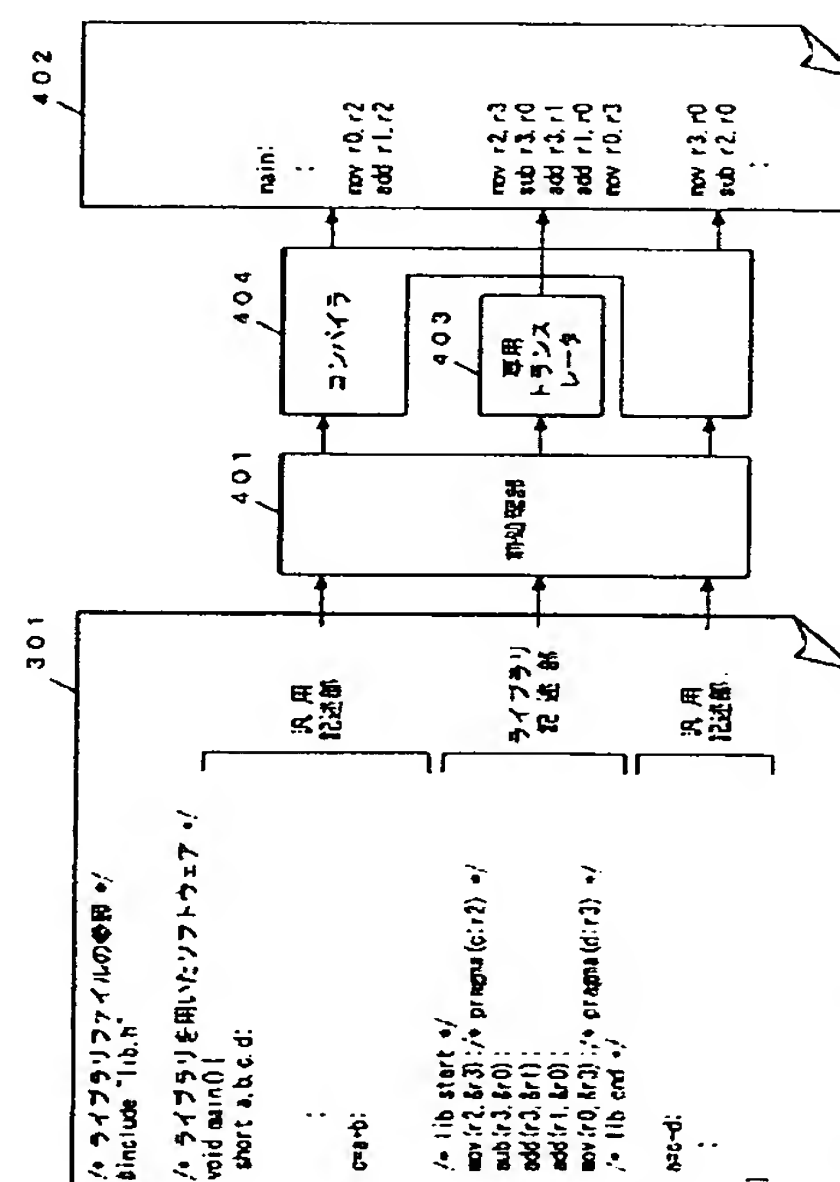 301
/* ライブラリファイルの参照 */
#include "lib.h"
/* ライブラリを用いたソフトウェア */
void main() {
short a,b,c,d;
:
c=a+b;
/* lib start */
mov(r2,&r3);/* pragma(c:r2) */
sub(r3,&r0);
add(r3,&r1);
add(r1,&r0);
mov(r0,&r3);/* pragma(d:r3) */
/* lib end */
a=c-d;
:
}
汎用
記述部
ライブラリ
記述部
汎用
記述部
401
前処理部
404
コンパイラ
403
専用
トランス
レータ
402
main:
:
mov r0,r2
add r1,r2
mov r2,r3
sub r3,r0
add r3,r1
add r1,r0
mov r0,r3
mov r3,r0
sub r2,r0
: